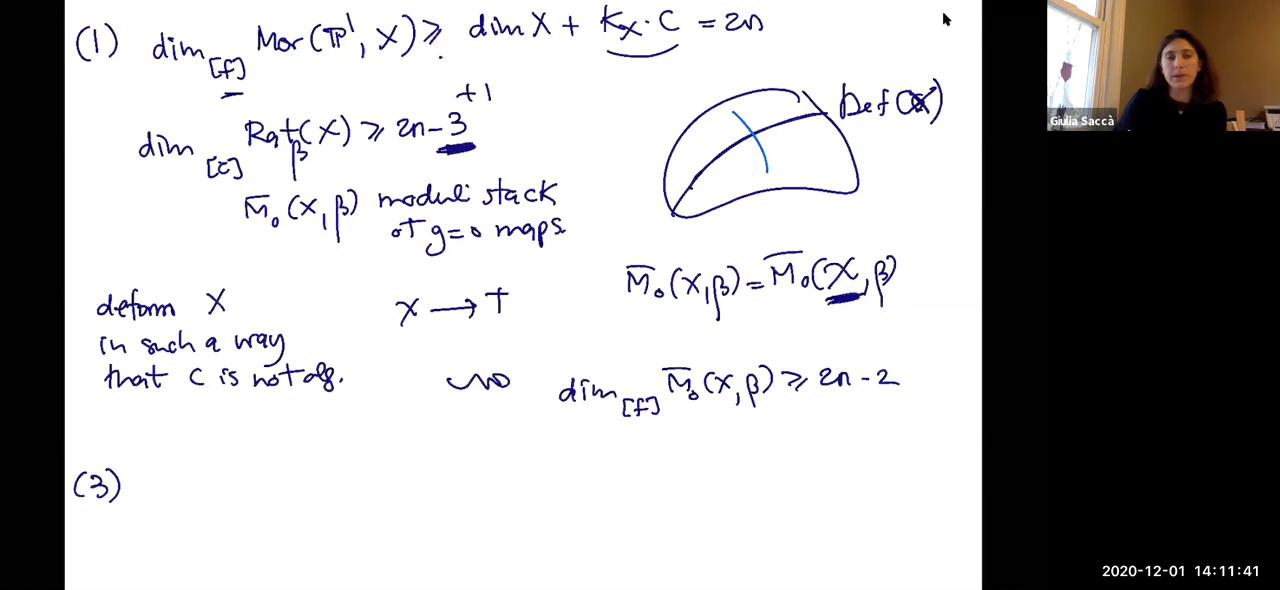 (1) dim_[f] Mor(ℙ¹, X) ⩾ dim X + K_X · C = 2n
+1
dim_[C] Rat_β(X) ⩾ 2n - 3
M̄₀(X, β) moduli stack
of g=0 maps
Def(X)
M̄₀(X, β) = M̄₀(𝒳, β)
deform X
in such a way
that C is not alg.
𝒳 → T
⇝ dim_[f] M̄₀(X, β) ⩾ 2n - 2
(3)
Giulia Saccà
2020-12-01 14:11:41